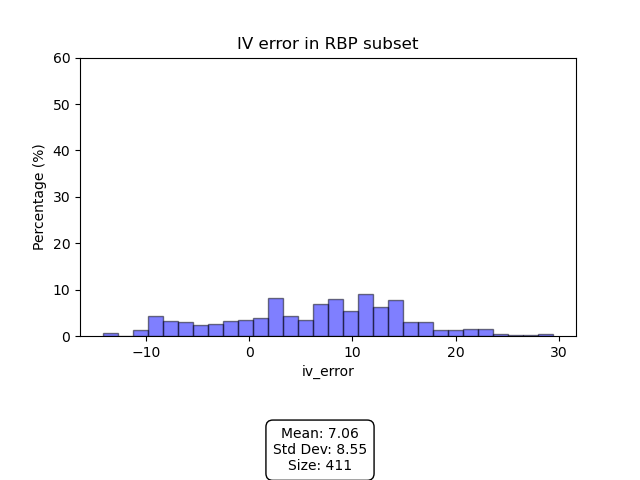 IV error in RBP subset
60
50
40
30
20
10
0
Percentage (%)
−10
0
10
20
30
iv_error
Mean: 7.06
Std Dev: 8.55
Size: 411